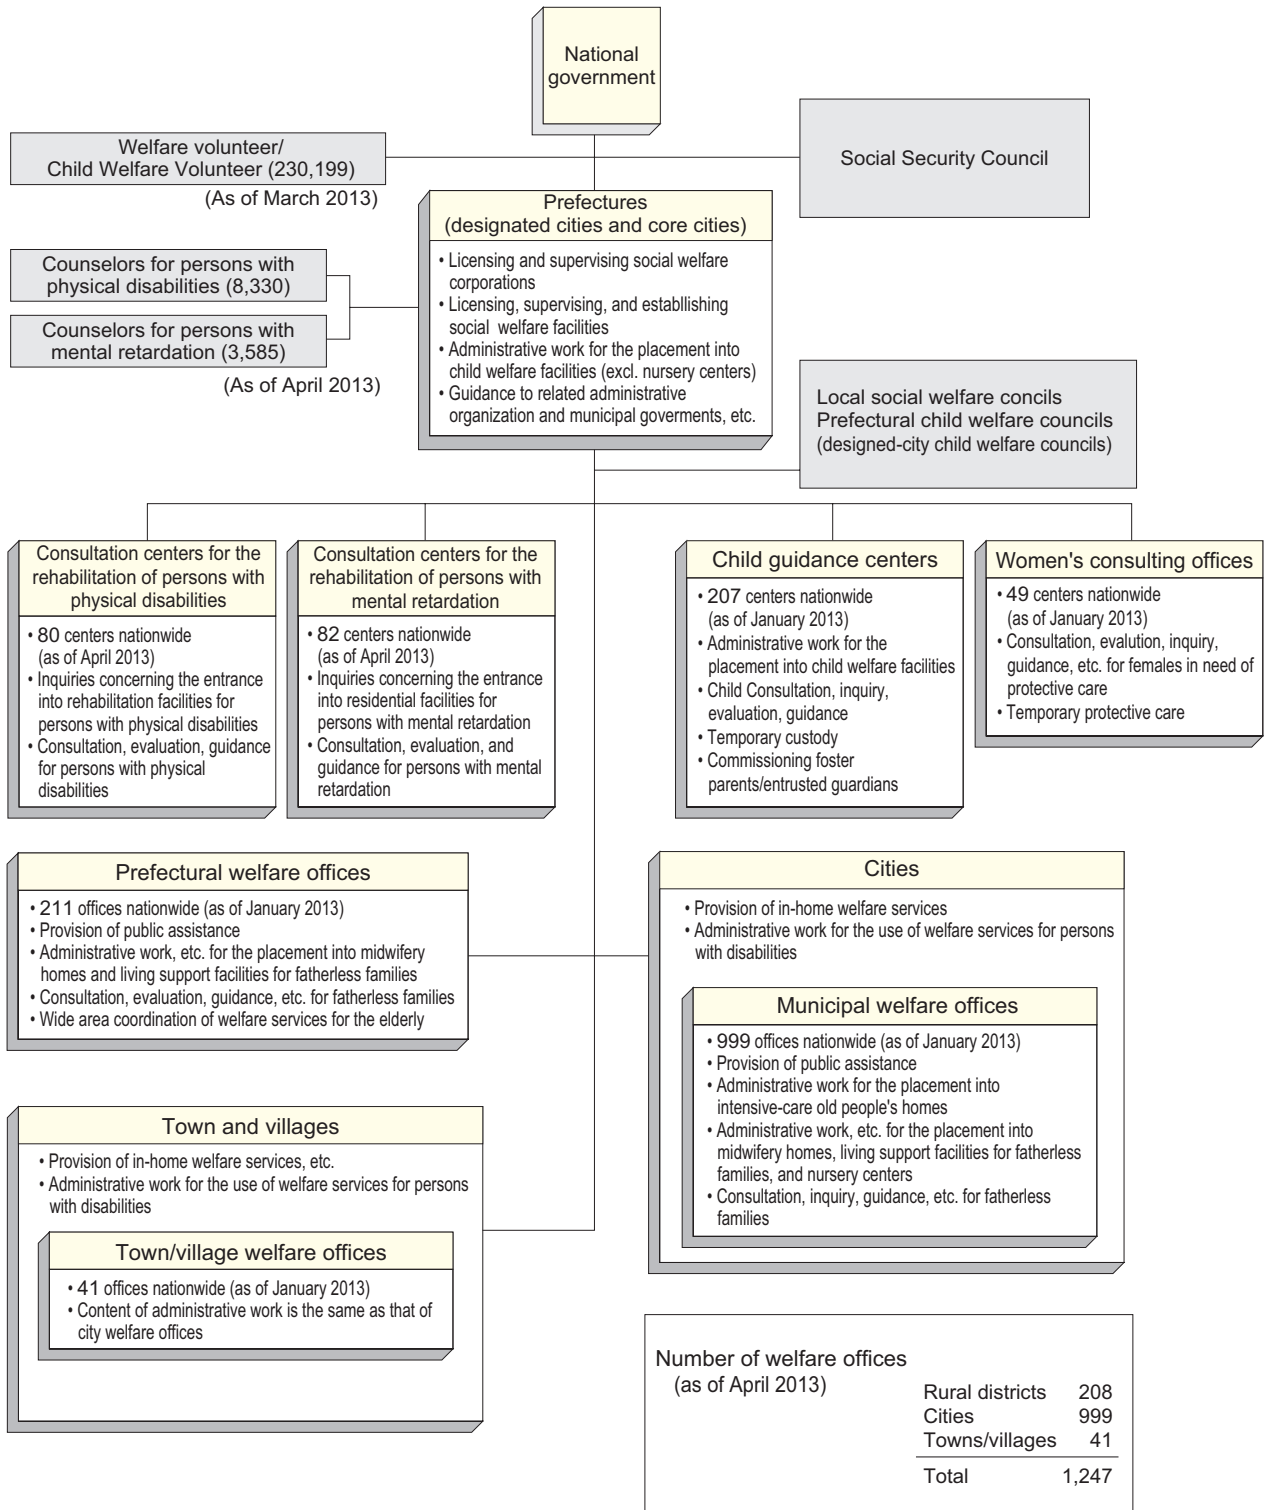 National
government
Welfare volunteer/
Child Welfare Volunteer (230,199)
(As of March 2013)
Social Security Council
Prefectures
(designated cities and core cities)
• Licensing and supervising social welfare
corporations
• Licensing, supervising, and establlishing
social welfare facilities
• Administrative work for the placement into
child welfare facilities (excl. nursery centers)
• Guidance to related administrative
organization and municipal goverments, etc.
Counselors for persons with
physical disabilities (8,330)
Counselors for persons with
mental retardation (3,585)
(As of April 2013)
Local social welfare concils
Prefectural child welfare councils
(designed-city child welfare councils)
Consultation centers for the
rehabilitation of persons with
physical disabilities
• 80 centers nationwide
(as of April 2013)
• Inquiries concerning the entrance
into rehabilitation facilities for
persons with physical disabilities
• Consultation, evaluation, guidance
for persons with physical
disabilities
Consultation centers for the
rehabilitation of persons with
mental retardation
• 82 centers nationwide
(as of April 2013)
• Inquiries concerning the entrance
into residential facilities for
persons with mental retardation
• Consultation, evaluation, and
guidance for persons with mental
retardation
Child guidance centers
• 207 centers nationwide
(as of January 2013)
• Administrative work for the
placement into child welfare facilities
• Child Consultation, inquiry,
evaluation, guidance
• Temporary custody
• Commissioning foster
parents/entrusted guardians
Women's consulting offices
• 49 centers nationwide
(as of January 2013)
• Consultation, evalution, inquiry,
guidance, etc. for females in need of
protective care
• Temporary protective care
Prefectural welfare offices
• 211 offices nationwide (as of January 2013)
• Provision of public assistance
• Administrative work, etc. for the placement into midwifery
homes and living support facilities for fatherless families
• Consultation, evaluation, guidance, etc. for fatherless families
• Wide area coordination of welfare services for the elderly
Cities
• Provision of in-home welfare services
• Administrative work for the use of welfare services for persons
with disabilities
Municipal welfare offices
• 999 offices nationwide (as of January 2013)
• Provision of public assistance
• Administrative work for the placement into
intensive-care old people's homes
• Administrative work, etc. for the placement into
midwifery homes, living support facilities for fatherless
families, and nursery centers
• Consultation, inquiry, guidance, etc. for fatherless
families
Town and villages
• Provision of in-home welfare services, etc.
• Administrative work for the use of welfare services for persons
with disabilities
Town/village welfare offices
• 41 offices nationwide (as of January 2013)
• Content of administrative work is the same as that of
city welfare offices
Number of welfare offices
(as of April 2013)
Rural districts 208
Cities 999
Towns/villages 41
Total 1,247